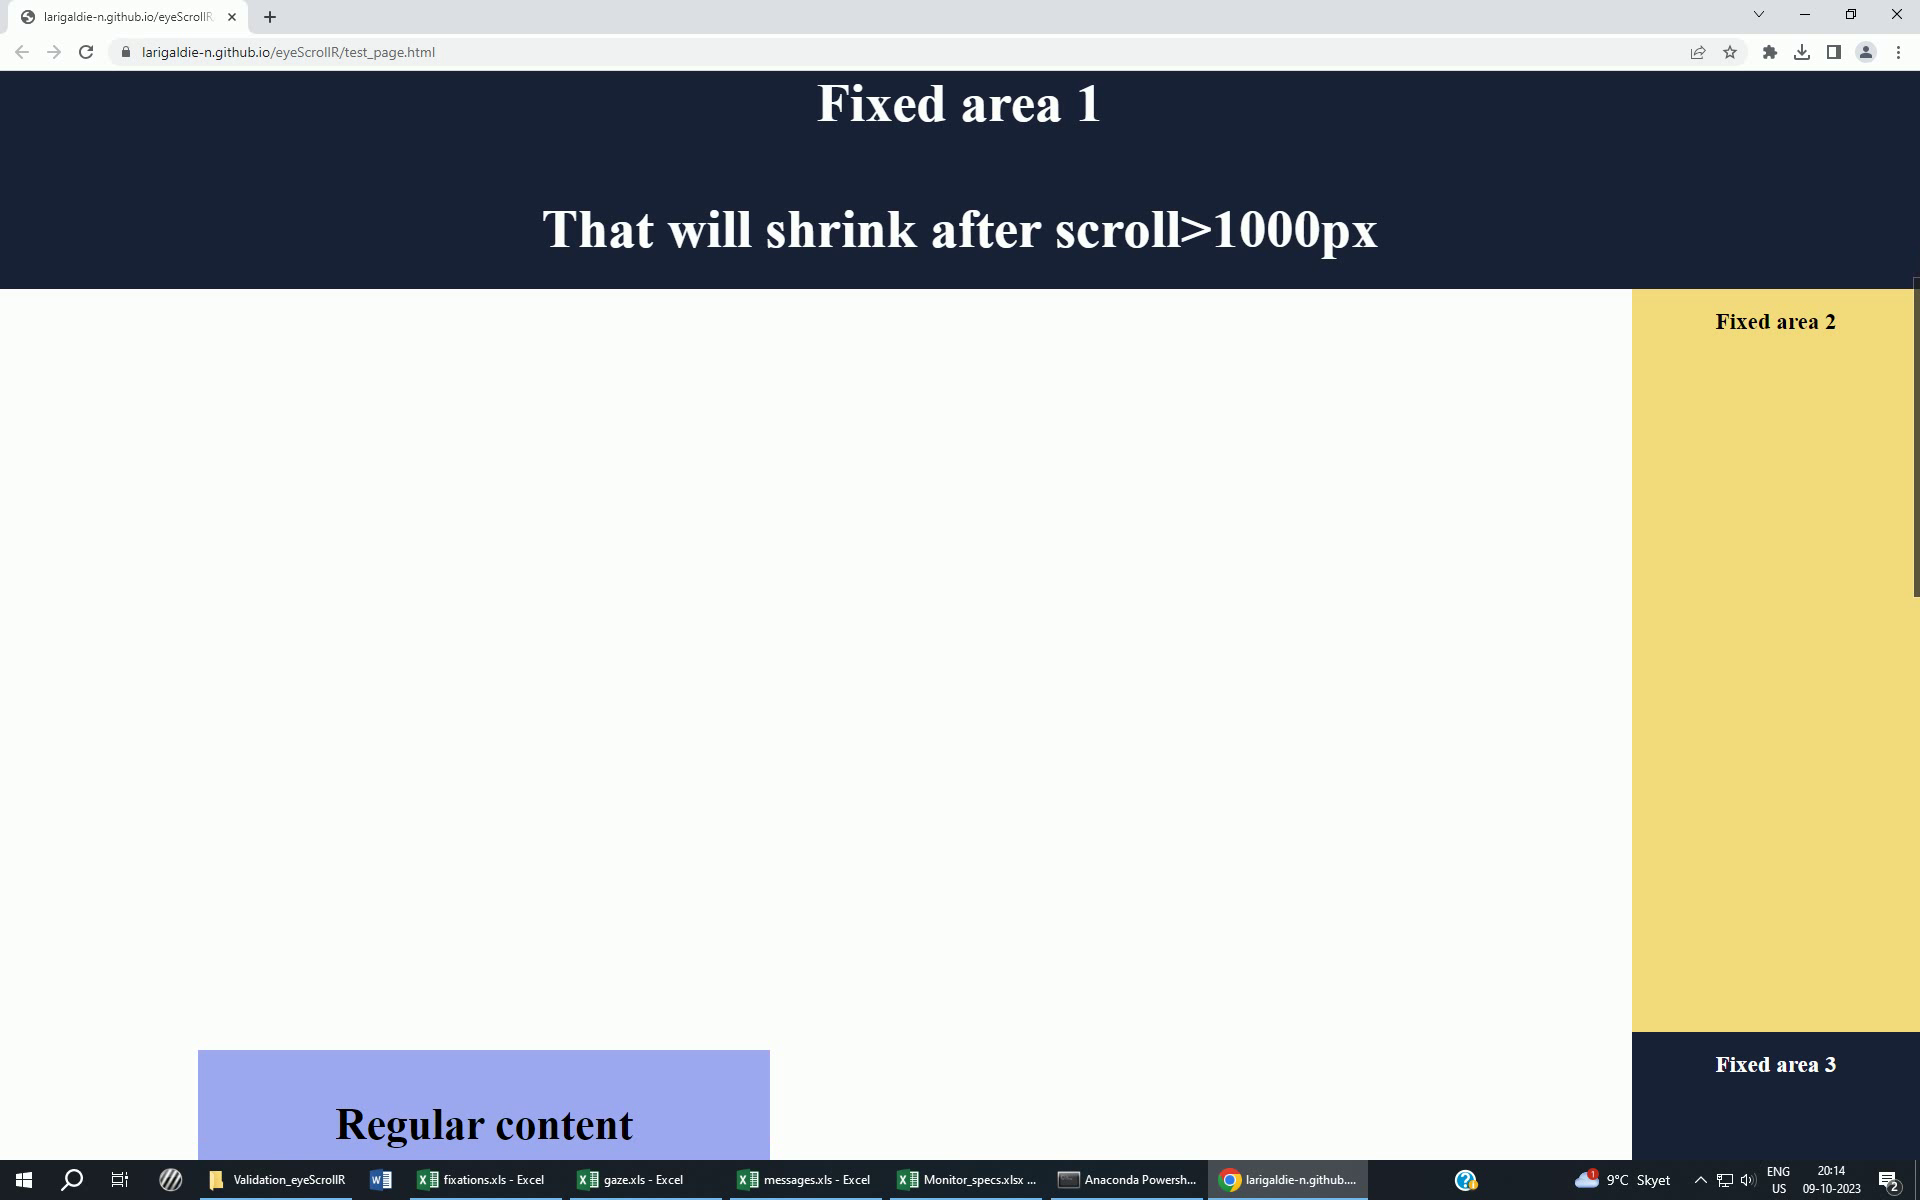 larigaldie-n.github.io/eyeScrollR
larigaldie-n.github.io/eyeScrollR/test_page.html
Fixed area 1
That will shrink after scroll>1000px
Fixed area 2
Fixed area 3
Regular content
Validation_eyeScrollR
fixations.xls - Excel
gaze.xls - Excel
messages.xls - Excel
Monitor_specs.xlsx ...
Anaconda Powersh...
larigaldie-n.github....
1
9°C Skyet
ENG
US
20:14
09-10-2023
2